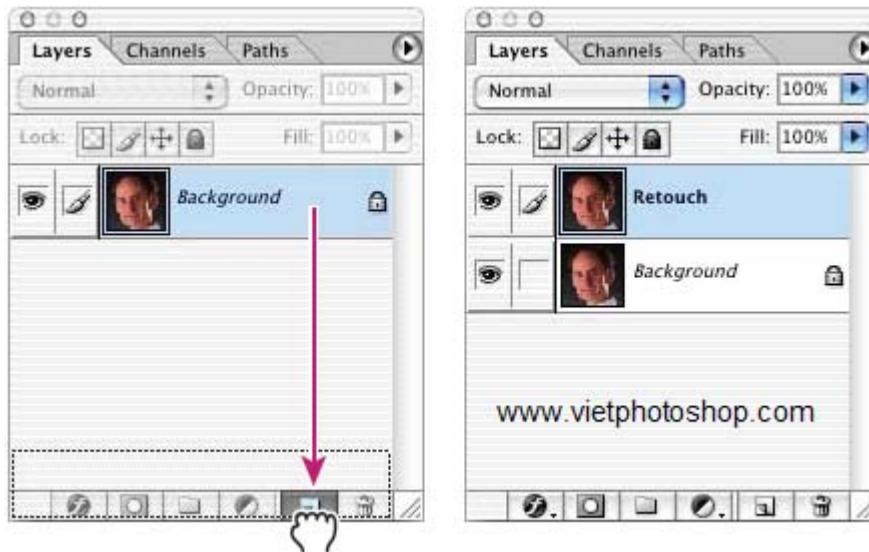 Layers Channels Paths
Normal Opacity: 100%
Lock: Fill: 100%
Background
Layers Channels Paths
Normal Opacity: 100%
Lock: Fill: 100%
Retouch
Background
www.vietphotoshop.com